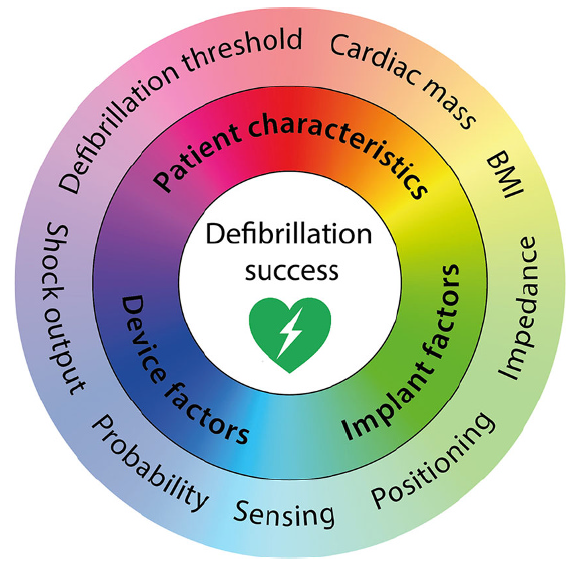 Defibrillation threshold
Cardiac mass
BMI
Impedance
Positioning
Sensing
Probability
Shock output
Patient characteristics
Implant factors
Device factors
Defibrillation
success